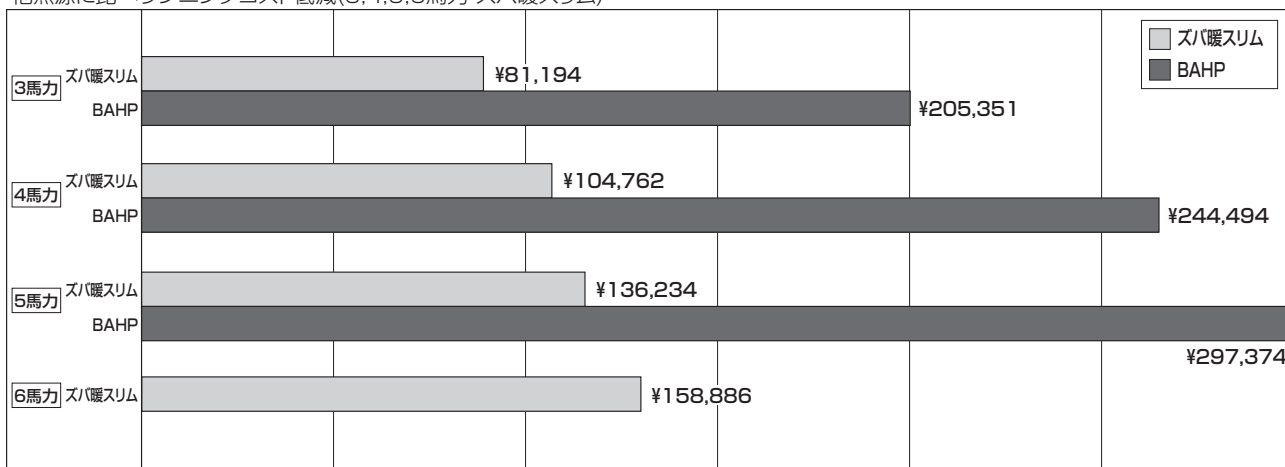 ズバ暖スリム
BAHP
3馬力
ズバ暖スリム
¥81,194
BAHP
¥205,351
4馬力
ズバ暖スリム
¥104,762
BAHP
¥244,494
5馬力
ズバ暖スリム
¥136,234
BAHP
¥297,374
6馬力
ズバ暖スリム
¥158,886